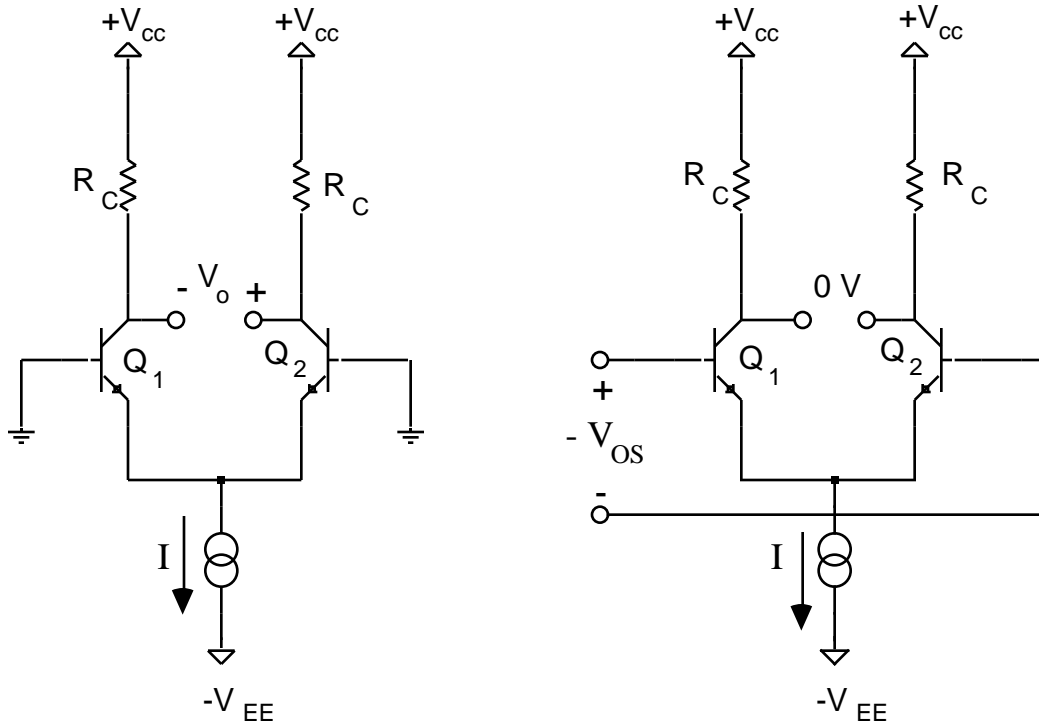 +Vcc +Vcc
RC RC
- Vo +
Q1 Q2
I
-VEE
+Vcc +Vcc
RC RC
0 V
Q1 Q2
+
- VOS
-
I
-VEE